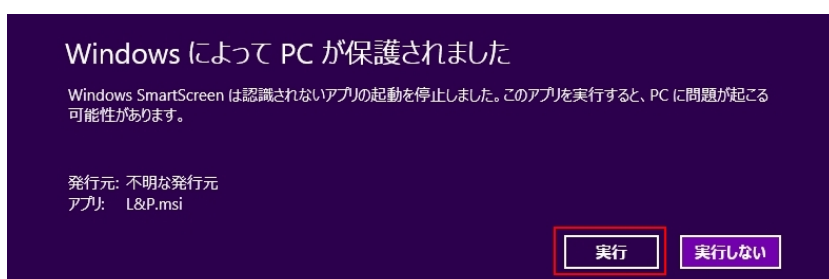 Windows によって PC が保護されました
Windows SmartScreen は認識されないアプリの起動を停止しました。このアプリを実行すると、PC に問題が起こる
可能性があります。
発行元: 不明な発行元
アプリ: L&P.msi
実行 実行しない